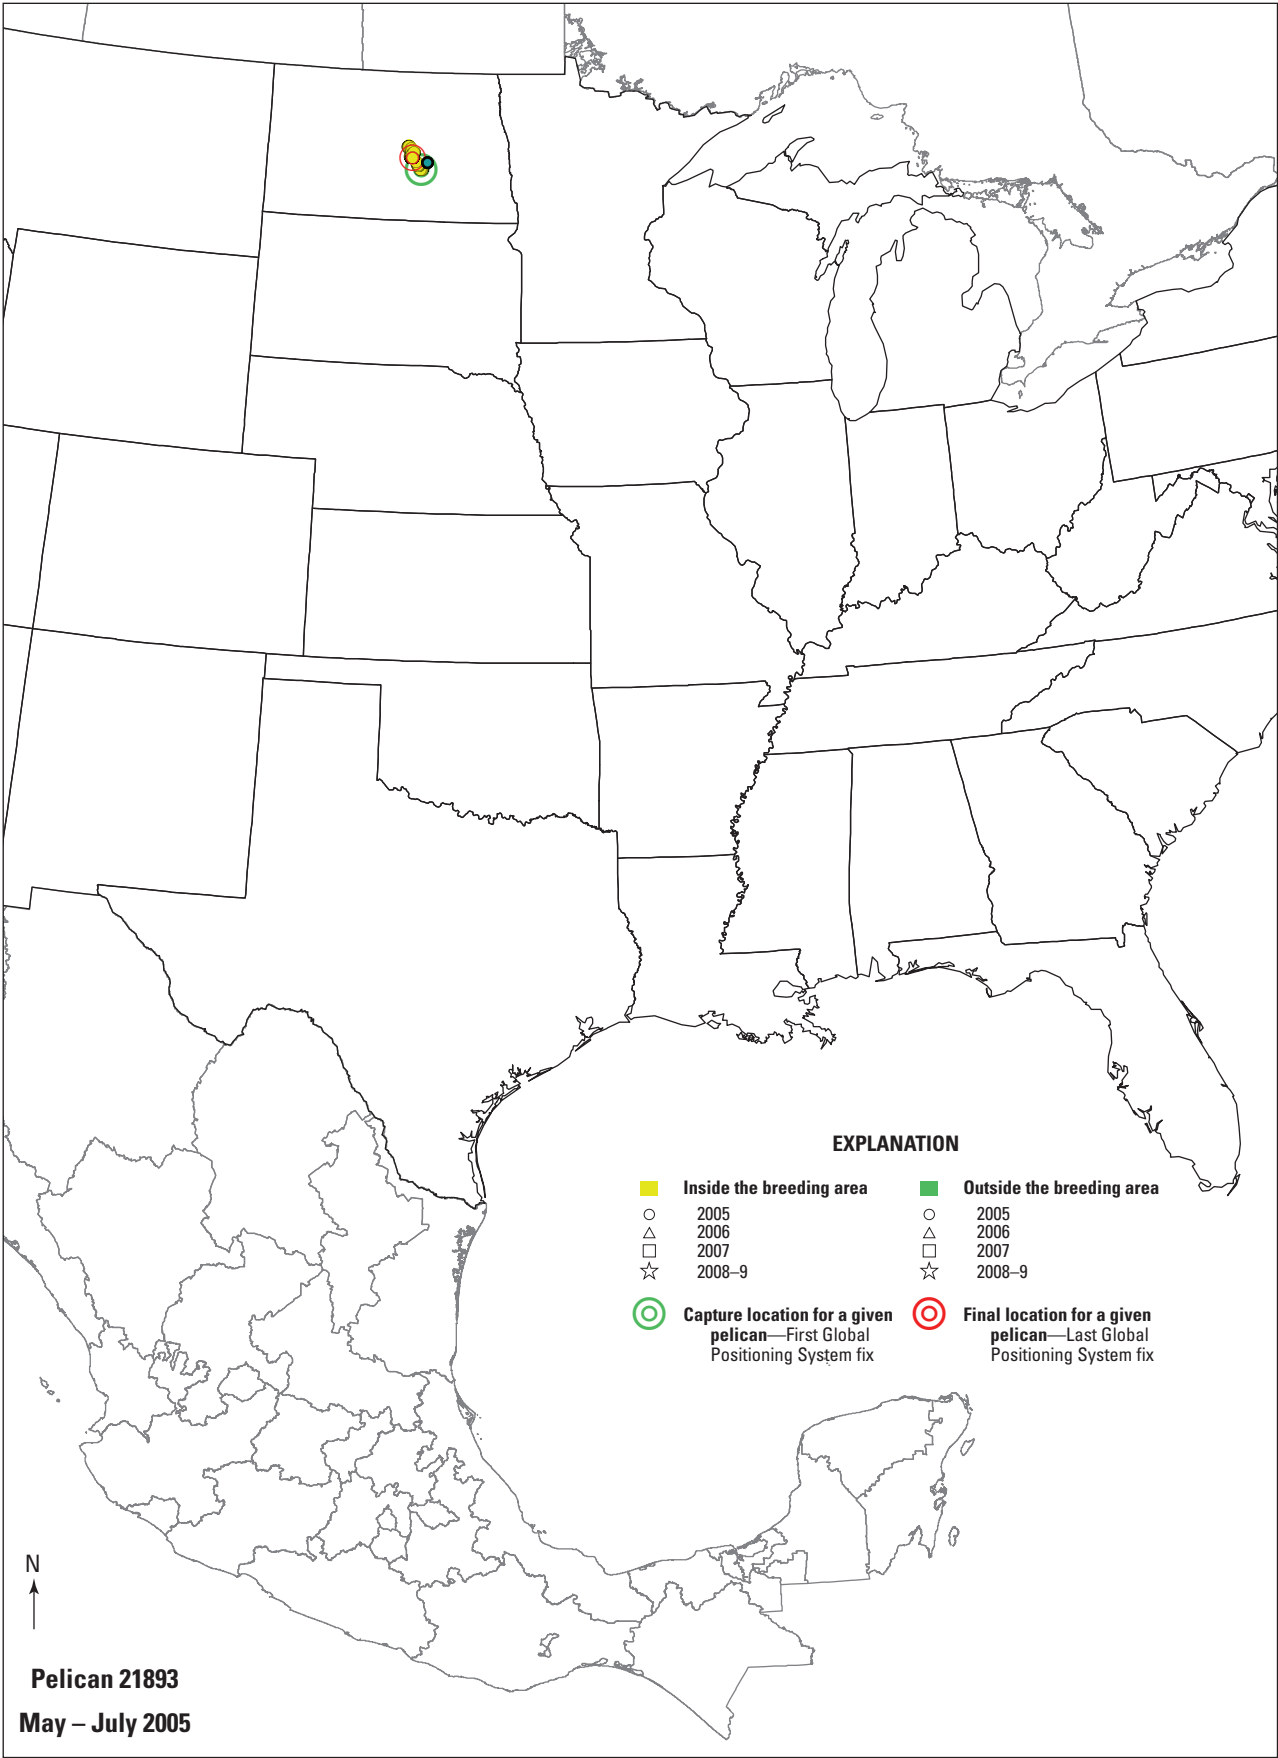 EXPLANATION
Inside the breeding area
2005
2006
2007
2008–9
Capture location for a given
pelican—First Global
Positioning System fix
Outside the breeding area
2005
2006
2007
2008–9
Final location for a given
pelican—Last Global
Positioning System fix
N
Pelican 21893
May – July 2005